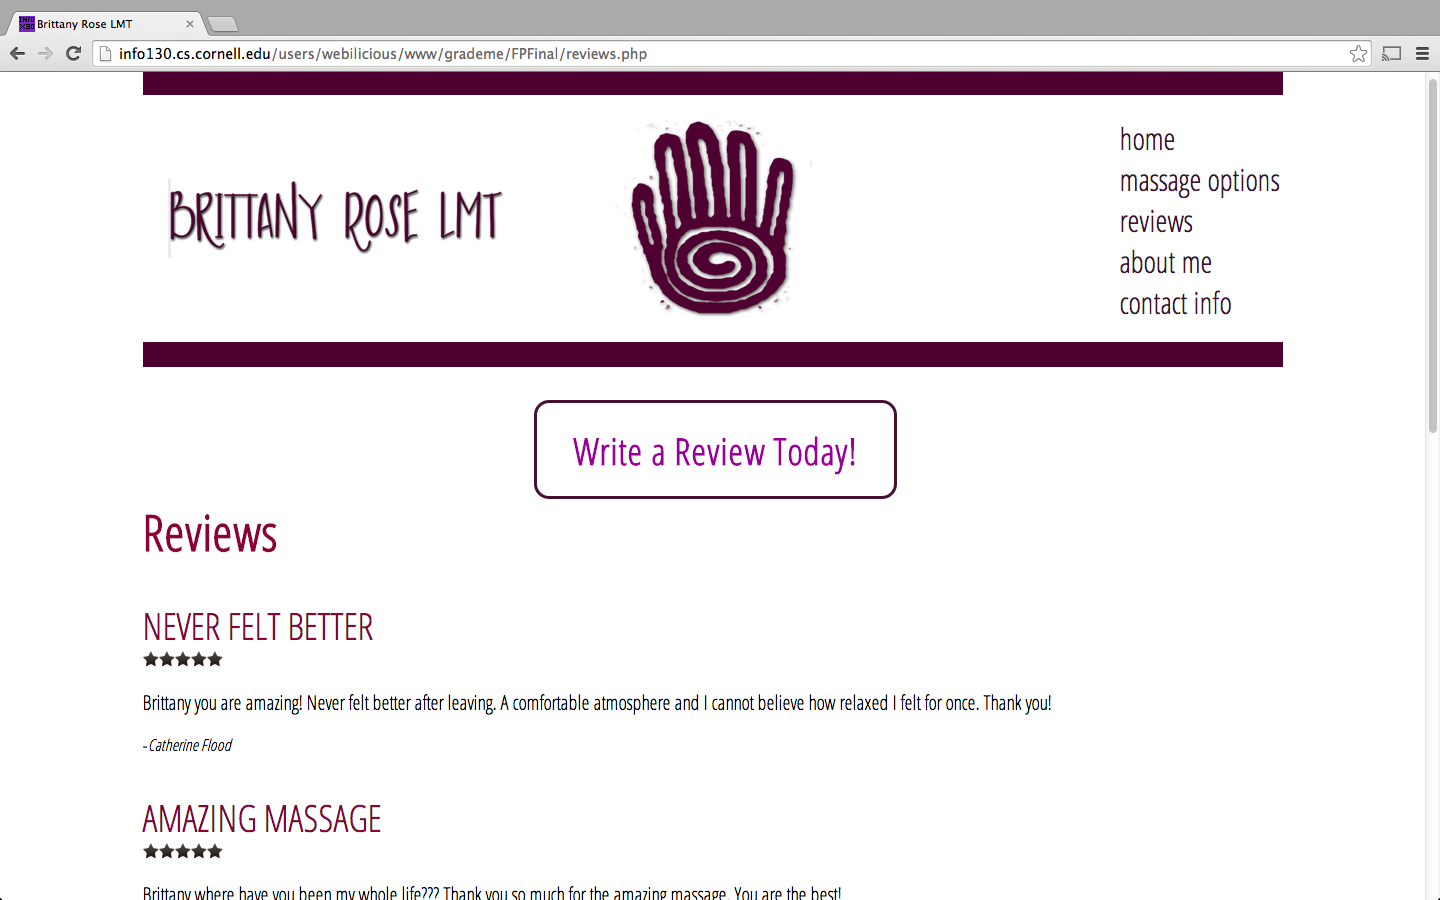 Brittany Rose LMT
info130.cs.cornell.edu/users/webilicious/www/grademe/FPFinal/reviews.php
BRITTANY ROSE LMT
home
massage options
reviews
about me
contact info
Write a Review Today!
Reviews
NEVER FELT BETTER
Brittany you are amazing! Never felt better after leaving. A comfortable atmosphere and I cannot believe how relaxed I felt for once. Thank you!
-Catherine Flood
AMAZING MASSAGE
Brittany where have you been my whole life??? Thank you so much for the amazing massage. You are the best!